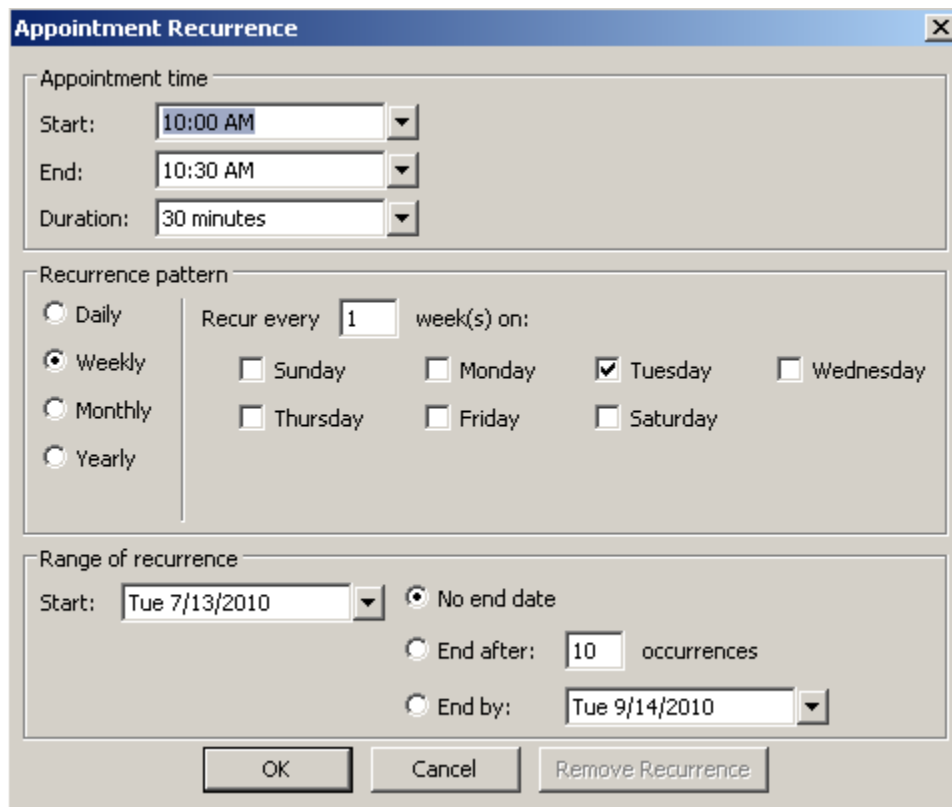 Appointment Recurrence
Appointment time
Start: 10:00 AM
End: 10:30 AM
Duration: 30 minutes
Recurrence pattern
Daily Recur every 1 week(s) on:
Weekly Sunday Monday Tuesday Wednesday
Monthly Thursday Friday Saturday
Yearly
Range of recurrence
Start: Tue 7/13/2010 No end date
End after: 10 occurrences
End by: Tue 9/14/2010
OK Cancel Remove Recurrence